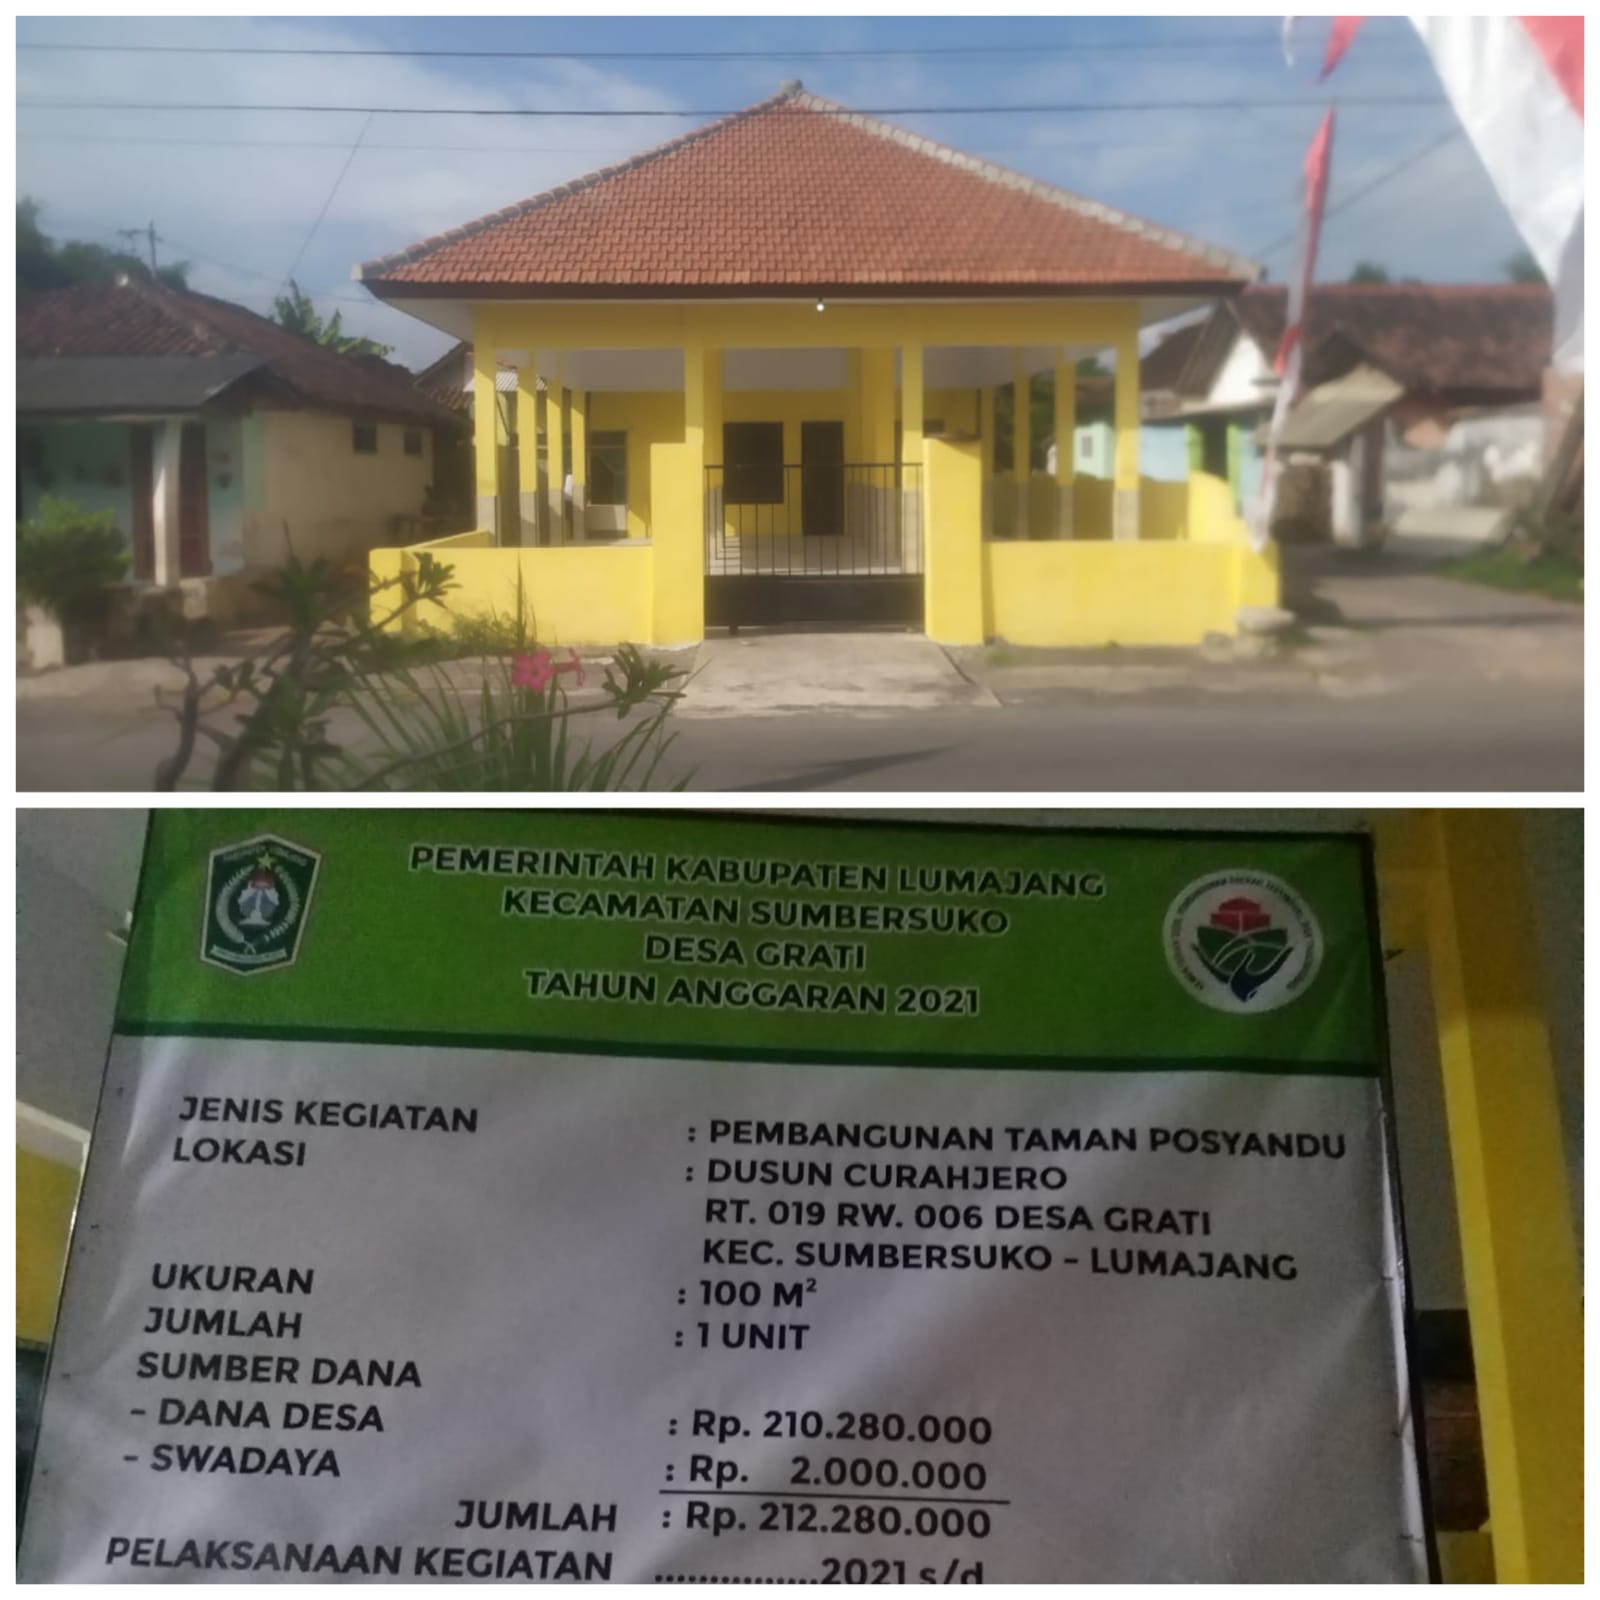 PEMERINTAH KABUPATEN LUMAJANG
KECAMATAN SUMBERSUKO
DESA GRATI
TAHUN ANGGARAN 2021
JENIS KEGIATAN : PEMBANGUNAN TAMAN POSYANDU
LOKASI : DUSUN CURAHJERO
RT. 019 RW. 006 DESA GRATI
KEC. SUMBERSUKO - LUMAJANG
UKURAN : 100 M²
JUMLAH : 1 UNIT
SUMBER DANA
- DANA DESA : Rp. 210.280.000
- SWADAYA : Rp. 2.000.000
JUMLAH : Rp. 212.280.000
PELAKSANAAN KEGIATAN ...............2021 s/d